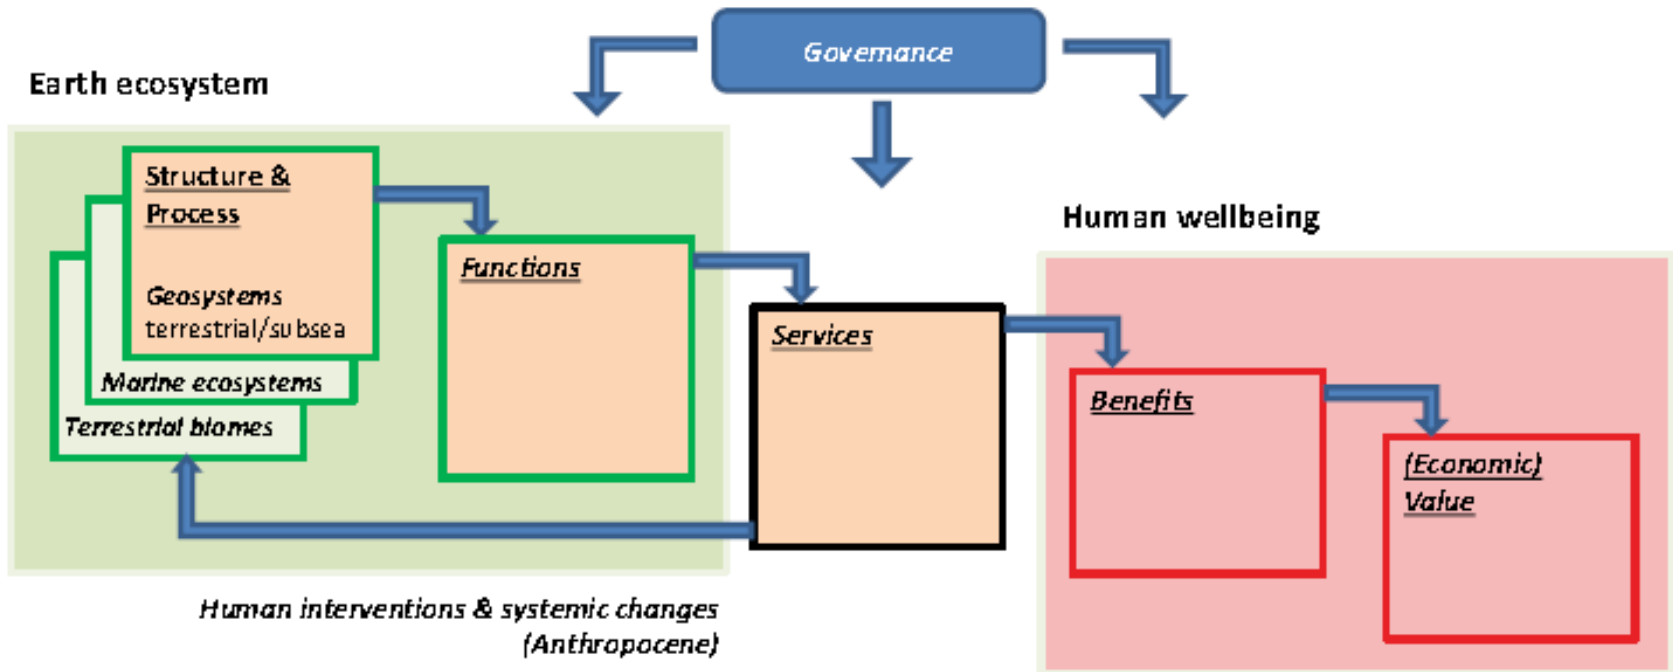 Governance
Earth ecosystem
Structure &
Process
Geosystems
terrestrial/subsea
Marine ecosystems
Terrestrial biomes
Functions
Services
Human wellbeing
Benefits
(Economic)
Value
Human interventions & systemic changes
(Anthropocene)